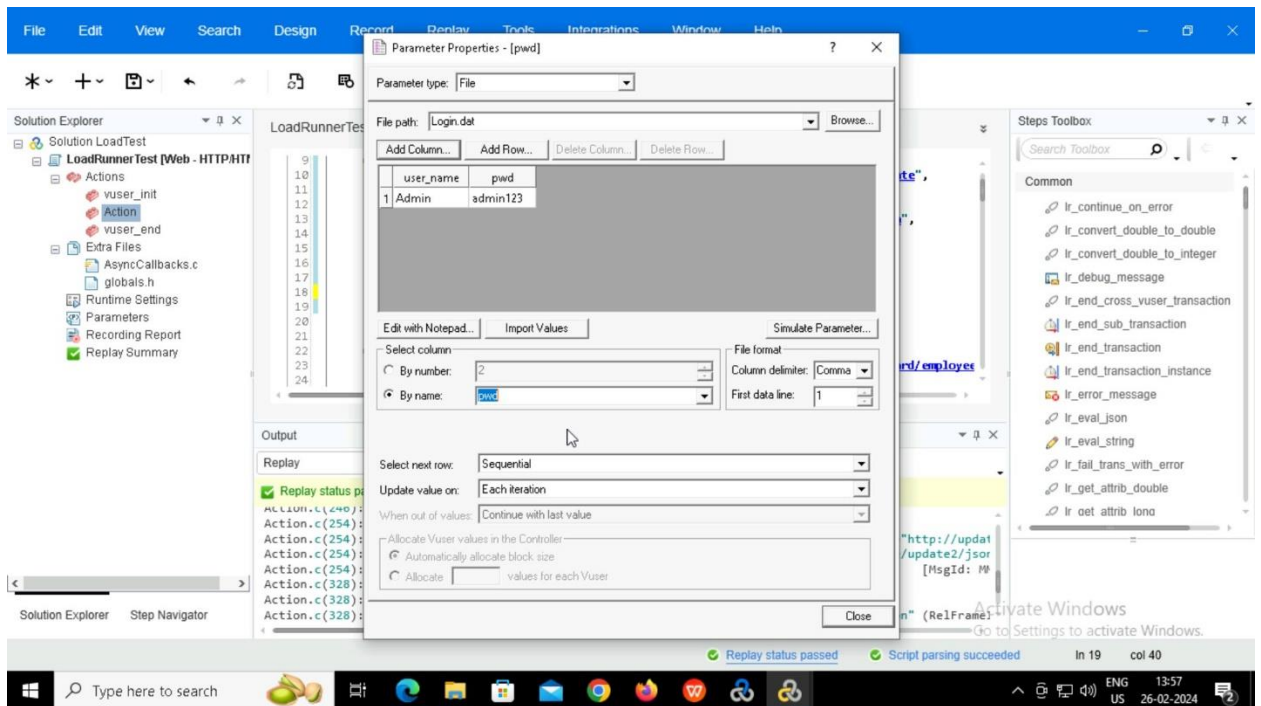 File Edit View Search Design Record Replay Tools Integrations Window Help
Parameter Properties - [pwd] ?
Parameter type: File
Solution Explorer
Solution LoadTest
LoadRunnerTest [Web - HTTP/HTM
Actions
vuser_init
Action
vuser_end
Extra Files
AsyncCallbacks.c
globals.h
Runtime Settings
Parameters
Recording Report
Replay Summary
Solution Explorer Step Navigator
LoadRunnerTes
9
10
11
12
13
14
15
16
17
18
19
20
21
22
23
24
File path: Login.dat Browse...
Add Column... Add Row... Delete Column... Delete Row...
user_name pwd
1 Admin admin123
Edit with Notepad... Import Values Simulate Parameter...
Select column
By number: 2
By name: pwd
File format
Column delimiter: Comma
First data line: 1
Select next row: Sequential
Update value on: Each iteration
When out of values: Continue with last value
Allocate Vuser values in the Controller
Automatically allocate block size
Allocate values for each Vuser
Close
te",
",
rd/employee
Output
Replay
Replay status pa
Action.c(246):
Action.c(254):
Action.c(254): "http://updat
Action.c(254): /update2/jsor
Action.c(254): [MsgId:
Action.c(328):
Action.c(328):
Action.c(328): n" (RelFrameI
Steps Toolbox
Search Toolbox
Common
lr_continue_on_error
lr_convert_double_to_double
lr_convert_double_to_integer
lr_debug_message
lr_end_cross_vuser_transaction
lr_end_sub_transaction
lr_end_transaction
lr_end_transaction_instance
lr_error_message
lr_eval_json
lr_eval_string
lr_fail_trans_with_error
lr_get_attrib_double
lr_get_attrib_long
Activate Windows
Go to Settings to activate Windows.
Replay status passed Script parsing succeeded ln 19 col 40
Type here to search
ENG
US
13:57
26-02-2024
2